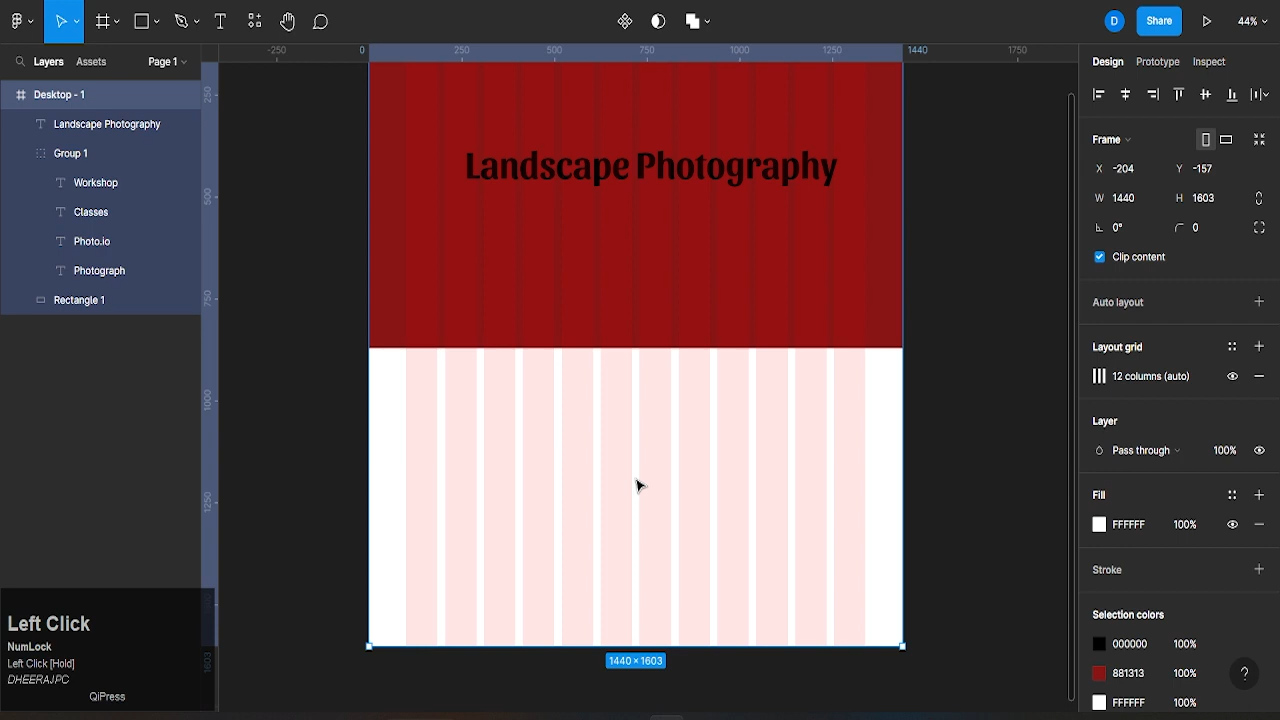 D
Share
44%
Layers
Assets
Page 1
-250
0
250
500
750
1000
1250
1440
1750
Design
Prototype
Inspect
Desktop - 1
Landscape Photography
Group 1
Workshop
Classes
Photo.io
Photograph
Rectangle 1
250
500
750
1000
1250
1603
Landscape Photography
1440 × 1603
Frame
X -204
Y -157
W 1440
H 1603
0°
0
Clip content
Auto layout
Layout grid
12 columns (auto)
Layer
Pass through
100%
Fill
FFFFFF 100%
Stroke
Selection colors
000000 100%
881313 100%
FFFFFF 100%
?
Left Click
NumLock
Left Click [Hold]
DHEERAJ.PC
QiPress